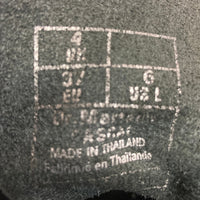 4
UK
37 6
EU US L
Dr. Martens
MADE IN THAILAND
Fabriqué en Thaïlande